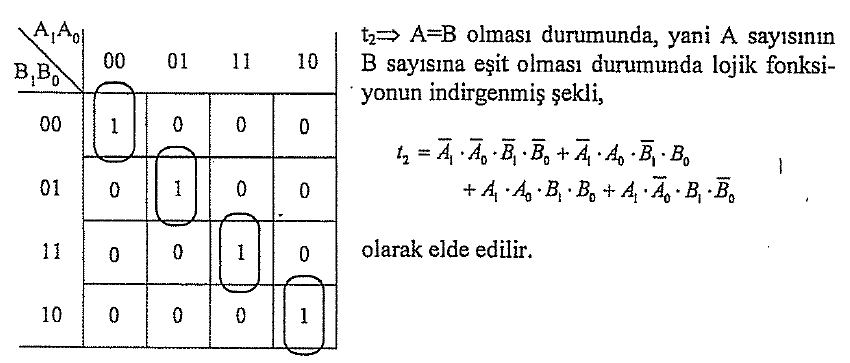 A₁A₀
B₁B₀
00 01 11 10
00 1 0 0 0
01 0 1 0 0
11 0 0 1 0
10 0 0 0 1
t₂⇒ A=B olması durumunda, yani A sayısının
B sayısına eşit olması durumunda lojik fonksi-
yonun indirgenmiş şekli,
t₂ = A̅₁ · A̅₀ · B̅₁ · B̅₀ + A̅₁ · A₀ · B̅₁ · B₀
+ A₁ · A₀ · B₁ · B₀ + A₁ · A̅₀ · B₁ · B̅₀
olarak elde edilir.